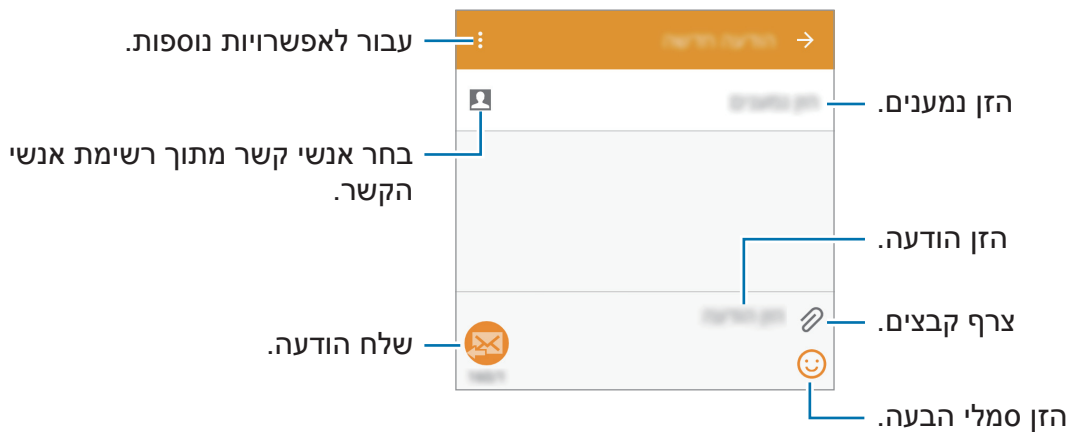 עבור לאפשרויות נוספות.
הזן נמענים.
בחר אנשי קשר מתוך רשימת אנשי
הקשר.
הזן הודעה.
צרף קבצים.
שלח הודעה.
הזן סמלי הבעה.